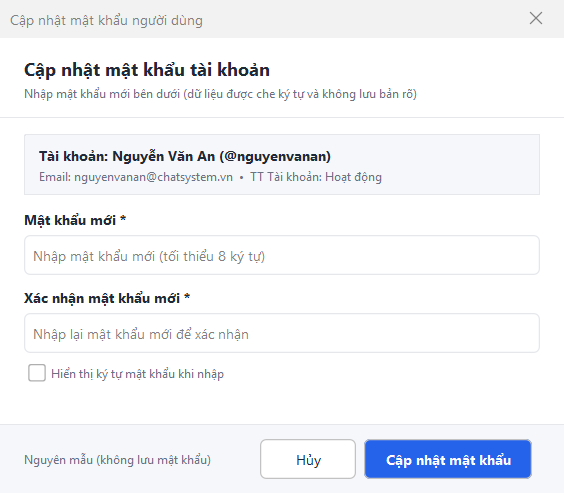 Cập nhật mật khẩu người dùng
Cập nhật mật khẩu tài khoản
Nhập mật khẩu mới bên dưới (dữ liệu được che ký tự và không lưu bản rõ)
Tài khoản: Nguyễn Văn An (@nguyenvanan)
Email: nguyenvanan@chatsystem.vn • TT Tài khoản: Hoạt động
Mật khẩu mới *
Nhập mật khẩu mới (tối thiểu 8 ký tự)
Xác nhận mật khẩu mới *
Nhập lại mật khẩu mới để xác nhận
Hiển thị ký tự mật khẩu khi nhập
Nguyên mẫu (không lưu mật khẩu)
Hủy
Cập nhật mật khẩu